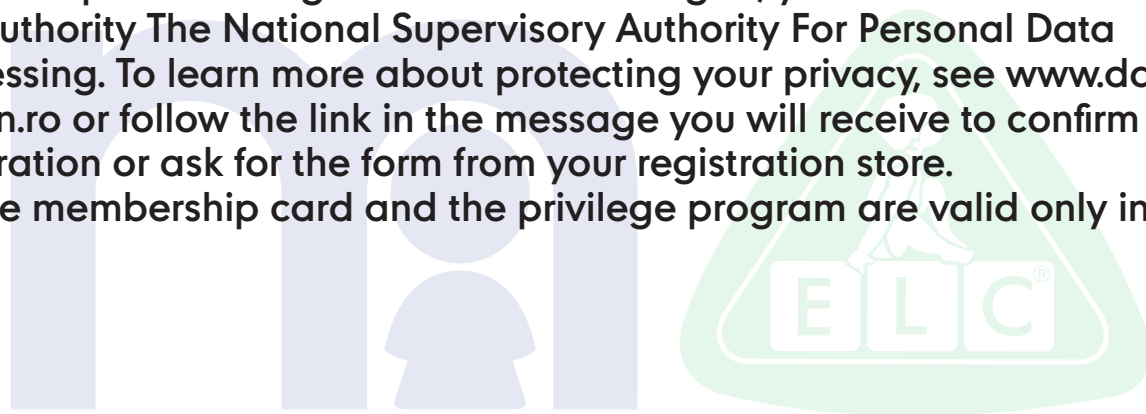 uthority The National Supervisory Authority For Personal Data
essing. To learn more about protecting your privacy, see www.da
n.ro or follow the link in the message you will receive to confirm
ration or ask for the form from your registration store.
e membership card and the privilege program are valid only in
E L C ®